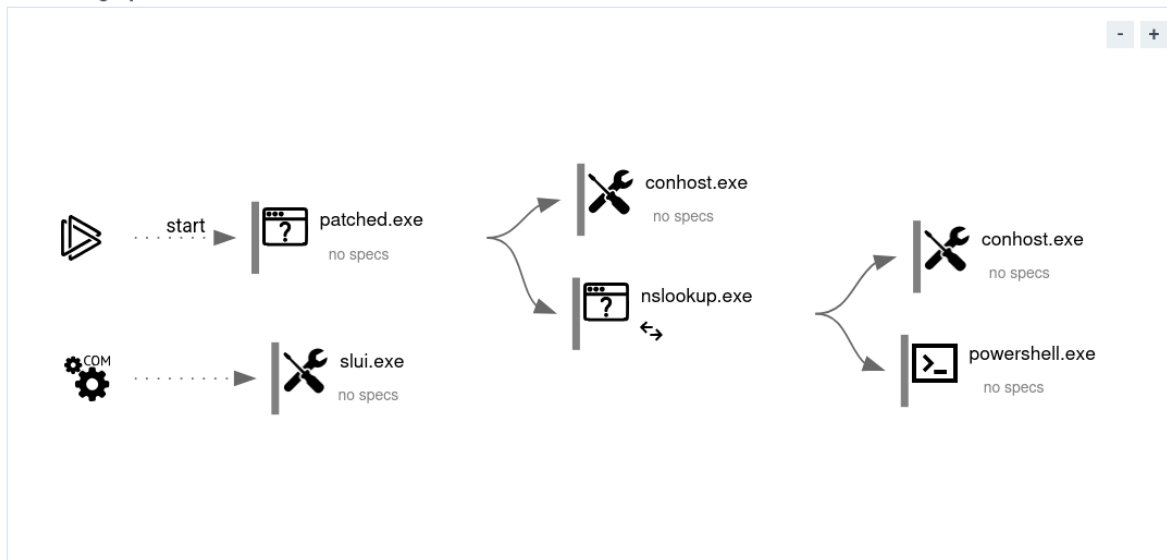 -
+
start
patched.exe
no specs
conhost.exe
no specs
nslookup.exe
conhost.exe
no specs
powershell.exe
no specs
COM
slui.exe
no specs